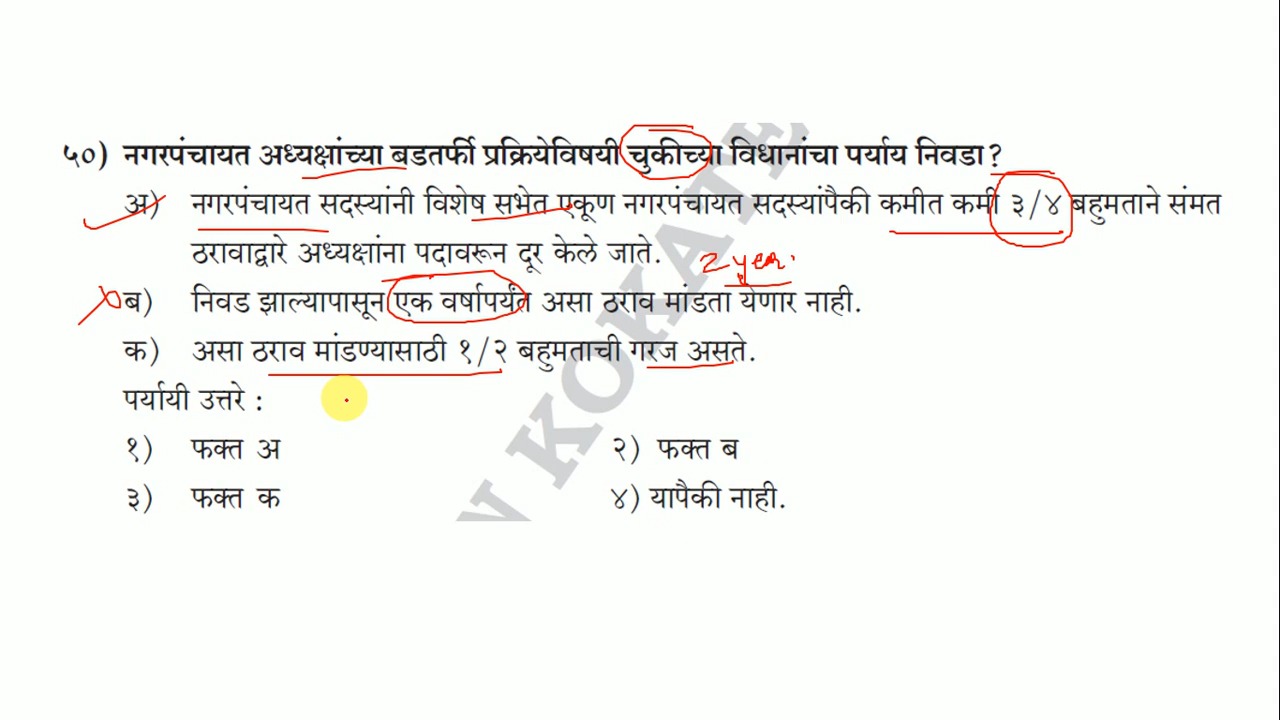 ५०) नगरपंचायत अध्यक्षांच्या बडतर्फी प्रक्रियेविषयी चुकीच्या विधानांचा पर्याय निवडा?
अ) नगरपंचायत सदस्यांनी विशेष सभेत एकूण नगरपंचायत सदस्यांपैकी कमीत कमी ३/४ बहुमताने संमत
ठरावाद्वारे अध्यक्षांना पदावरून दूर केले जाते.
2 year.
ब) निवड झाल्यापासून एक वर्षापर्यंत असा ठराव मांडता येणार नाही.
क) असा ठराव मांडण्यासाठी १/२ बहुमताची गरज असते.
पर्यायी उत्तरे :
१) फक्त अ २) फक्त ब
३) फक्त क ४) यापैकी नाही.
N KOKATE